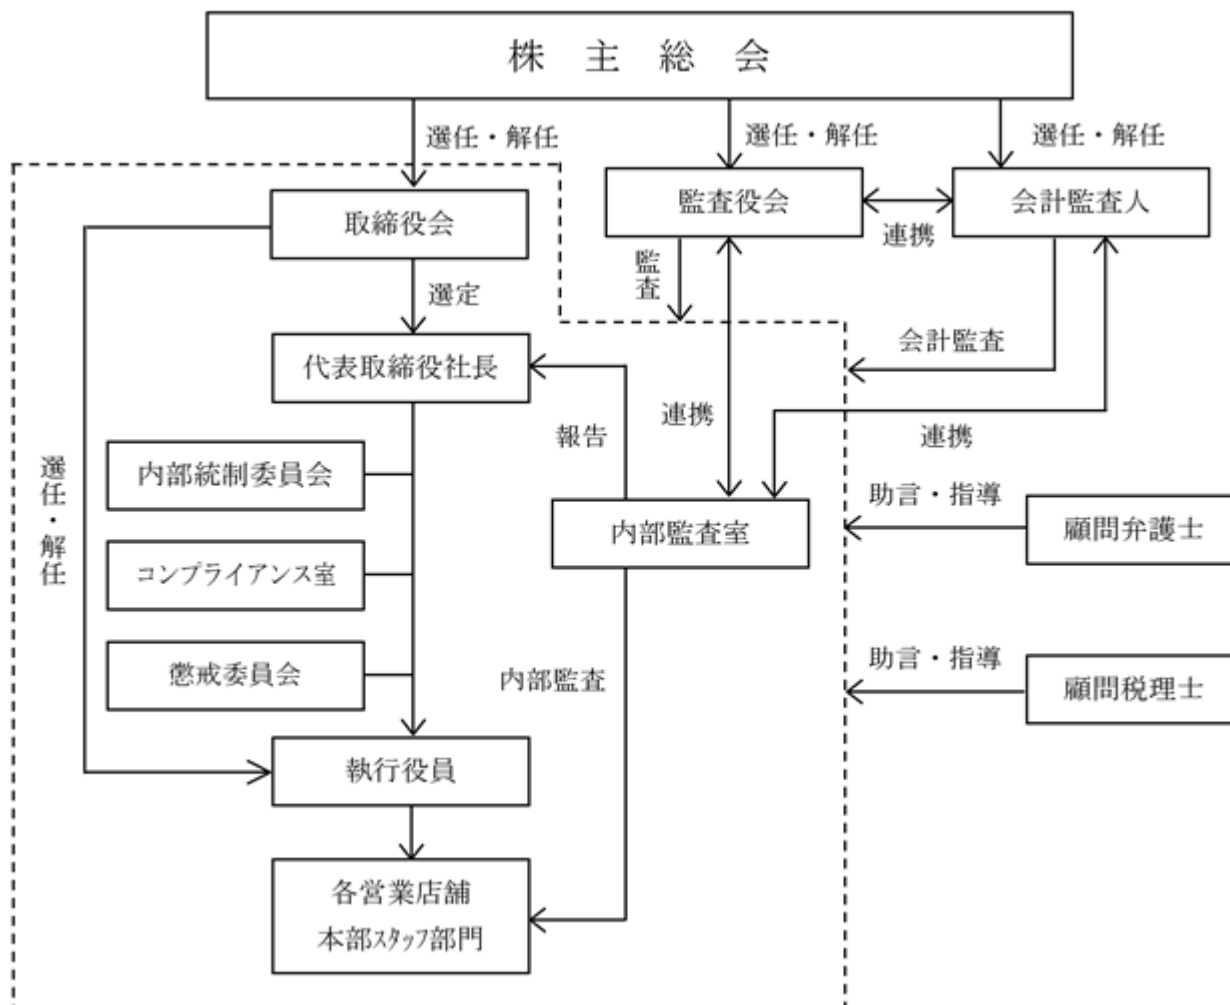 株主総会
選任・解任
選任・解任
選任・解任
取締役会
監査役会
会計監査人
連携
監査
選定
代表取締役社長
会計監査
報告
連携
連携
選任・解任
内部統制委員会
内部監査室
助言・指導
顧問弁護士
コンプライアンス室
懲戒委員会
内部監査
助言・指導
顧問税理士
執行役員
各営業店舗
本部スタッフ部門